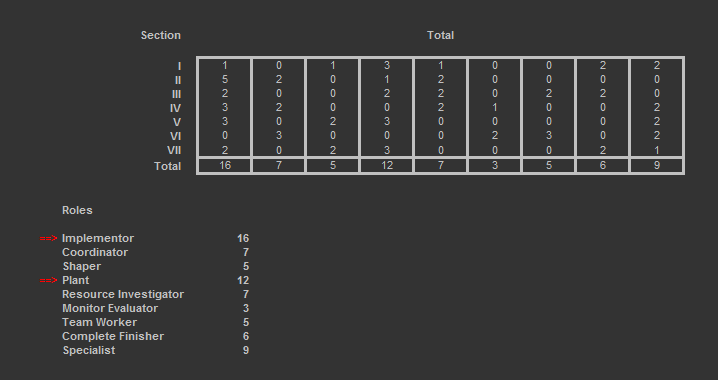 Section Total
I 1 0 1 3 1 0 0 2 2
II 5 2 0 1 2 0 0 0 0
III 2 0 0 2 2 0 2 2 0
IV 3 2 0 0 2 1 0 0 2
V 3 0 2 3 0 0 0 0 2
VI 0 3 0 0 0 2 3 0 2
VII 2 0 2 3 0 0 0 2 1
Total 16 7 5 12 7 3 5 6 9
Roles
==> Implementor 16
Coordinator 7
Shaper 5
==> Plant 12
Resource Investigator 7
Monitor Evaluator 3
Team Worker 5
Complete Finisher 6
Specialist 9